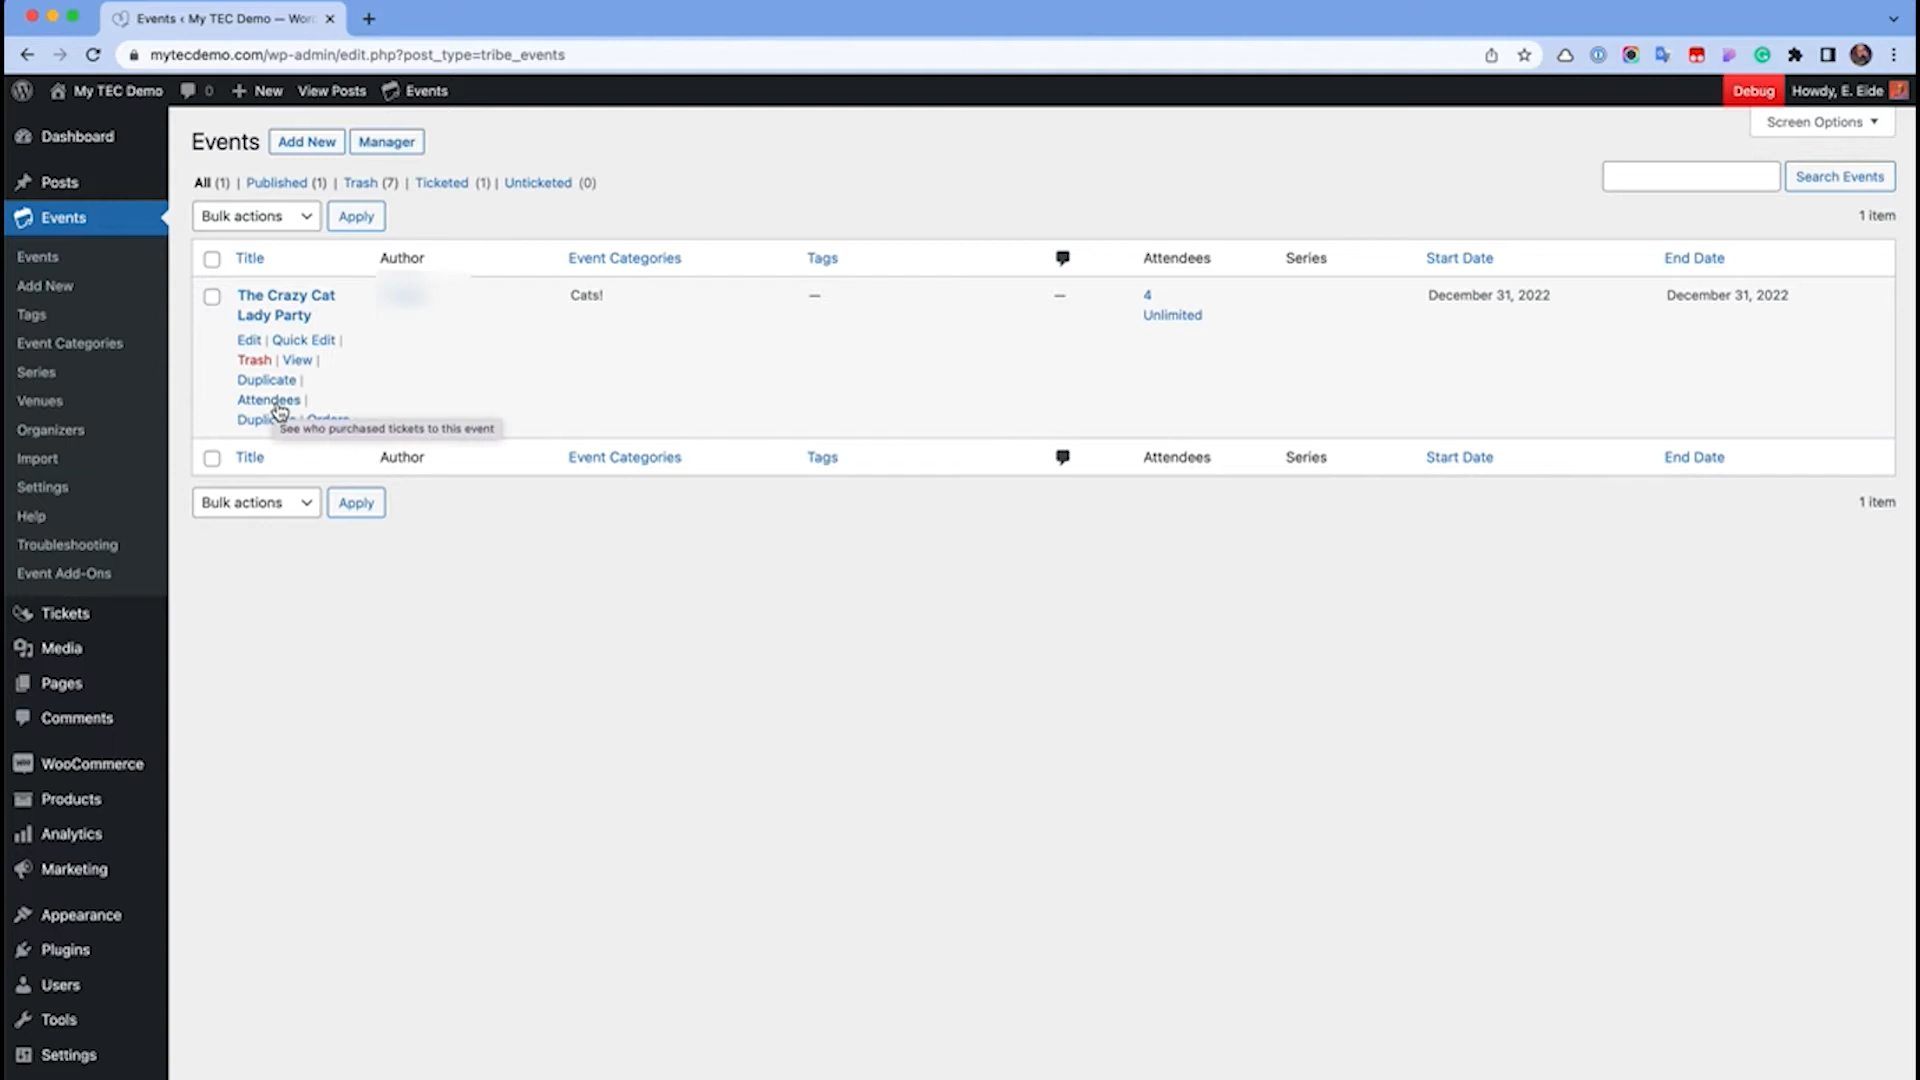 Events ‹ My TEC Demo — Wor
mytecdemo.com/wp-admin/edit.php?post_type=tribe_events
My TEC Demo 0 New View Posts Events Debug Howdy, E. Eide
Dashboard
Posts
Events
Events
Add New
Tags
Event Categories
Series
Venues
Organizers
Import
Settings
Help
Troubleshooting
Event Add-Ons
Tickets
Media
Pages
Comments
WooCommerce
Products
Analytics
Marketing
Appearance
Plugins
Users
Tools
Settings
Screen Options
Events Add New Manager
All (1) | Published (1) | Trash (7) | Ticketed (1) | Unticketed (0)
Search Events
Bulk actions Apply 1 item
Title Author Event Categories Tags Attendees Series Start Date End Date
The Crazy Cat Cats! — — 4 December 31, 2022 December 31, 2022
Lady Party Unlimited
Edit | Quick Edit |
Trash | View |
Duplicate |
Attendees |
See who purchased tickets to this event
Title Author Event Categories Tags Attendees Series Start Date End Date
Bulk actions Apply 1 item